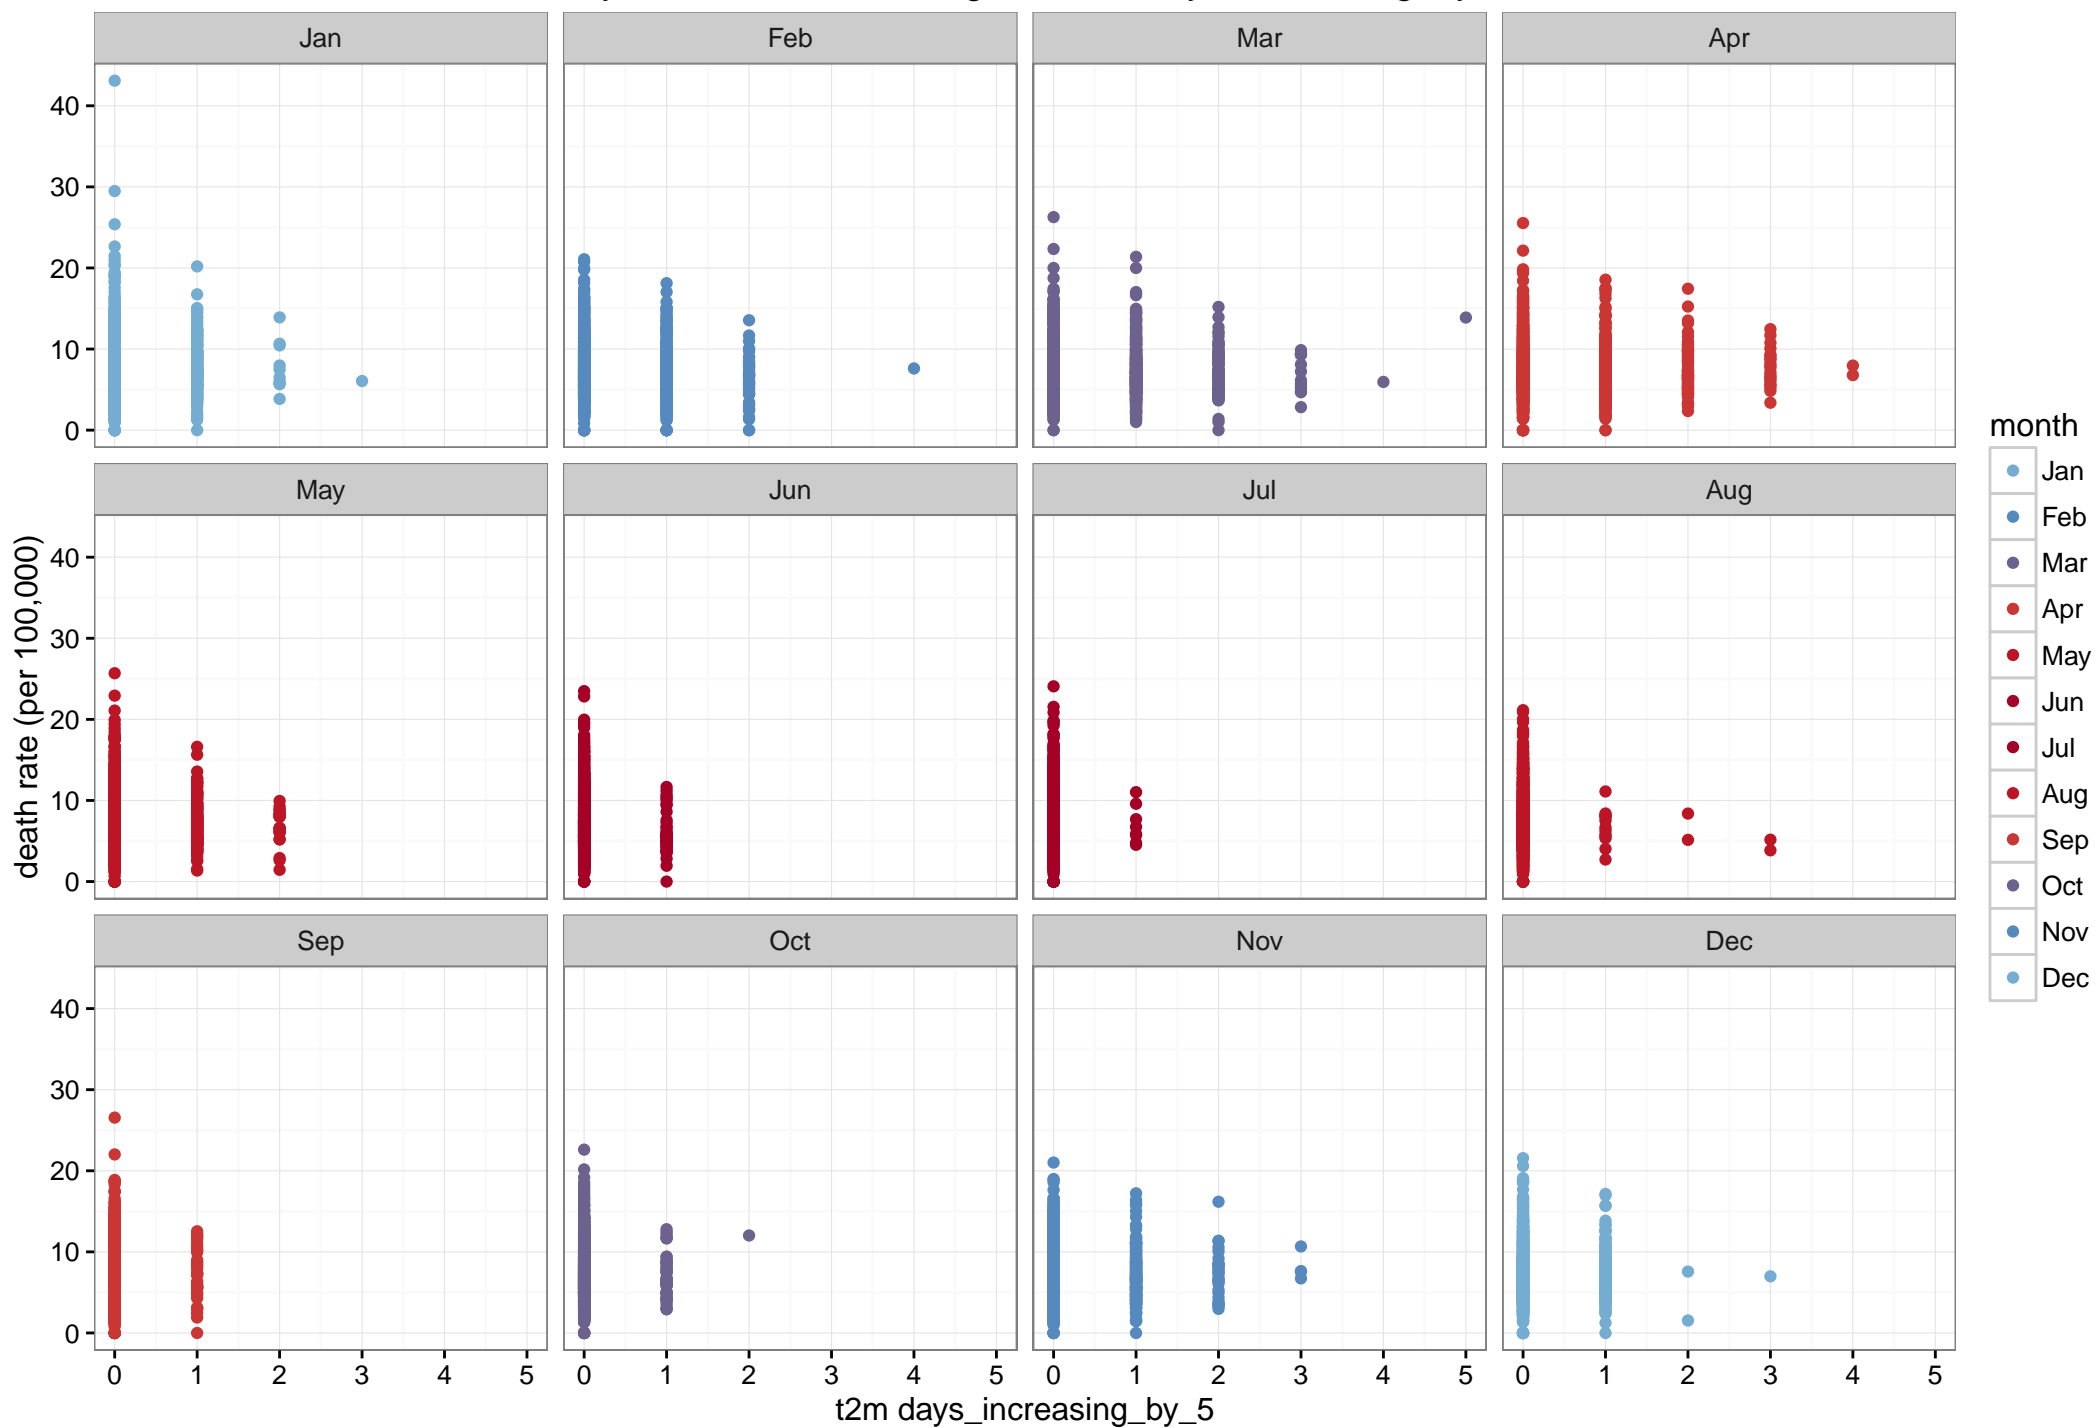 Jan Feb Mar Apr
40
30
20
10
0
May Jun Jul Aug
40
30
20
10
0
Sep Oct Nov Dec
40
30
20
10
0
0 1 2 3 4 5 0 1 2 3 4 5 0 1 2 3 4 5 0 1 2 3 4 5
t2m days_increasing_by_5
death rate (per 100,000)
month
Jan
Feb
Mar
Apr
May
Jun
Jul
Aug
Sep
Oct
Nov
Dec